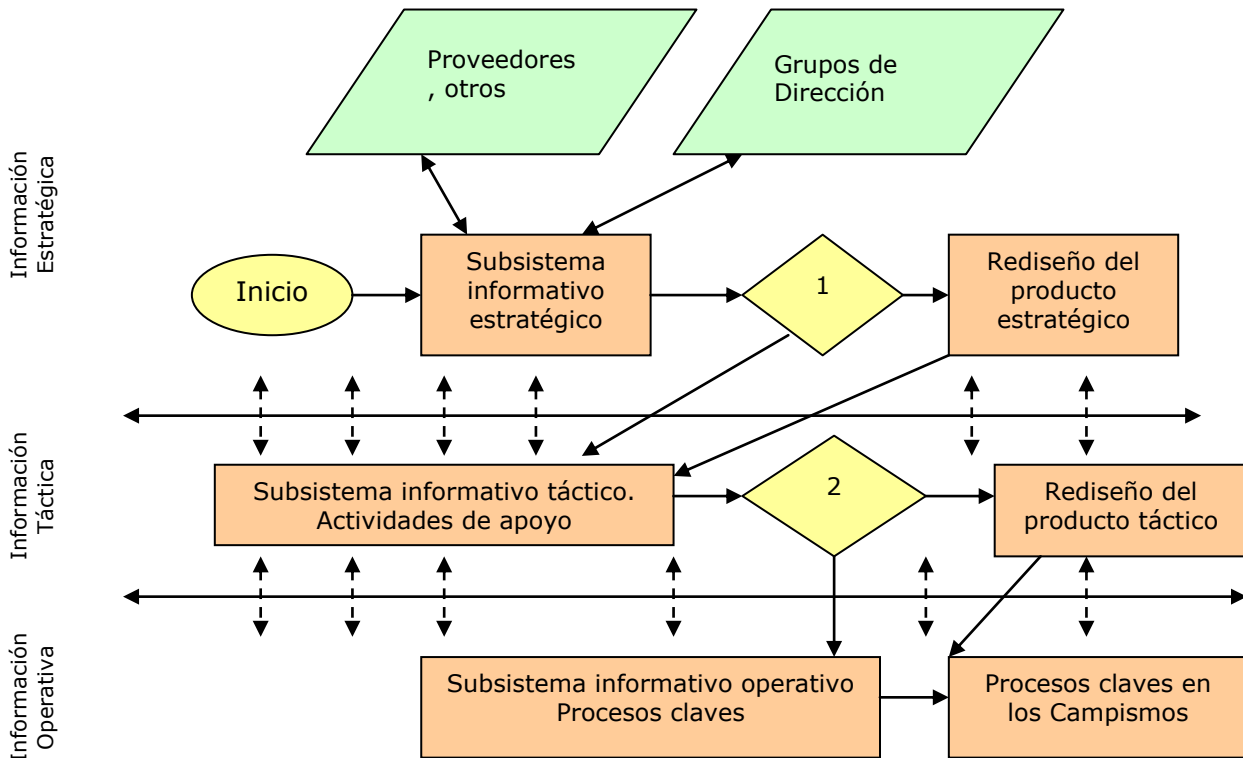 Proveedores
, otros
Grupos de
Dirección
Información
Estratégica
Inicio
Subsistema
informativo
estratégico
1
Rediseño del
producto
estratégico
Información
Táctica
Subsistema informativo táctico.
Actividades de apoyo
2
Rediseño del
producto táctico
Información
Operativa
Subsistema informativo operativo
Procesos claves
Procesos claves en
los Campismos